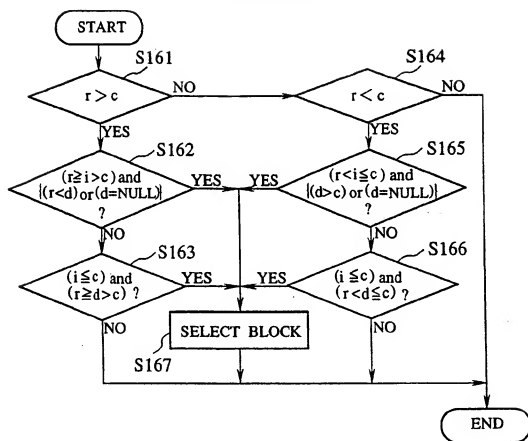 START
S161
r > c
NO
YES
S164
r < c
NO
YES
S162
(r≧i>c) and
{(r<d) or (d=NULL)}
?
YES
NO
S165
(r<i≦c) and
{(d>c) or (d=NULL)}
?
YES
NO
S163
(i≦c) and
(r≧d>c) ?
YES
NO
S166
(i≦c) and
(r<d≦c) ?
YES
NO
SELECT BLOCK
S167
END